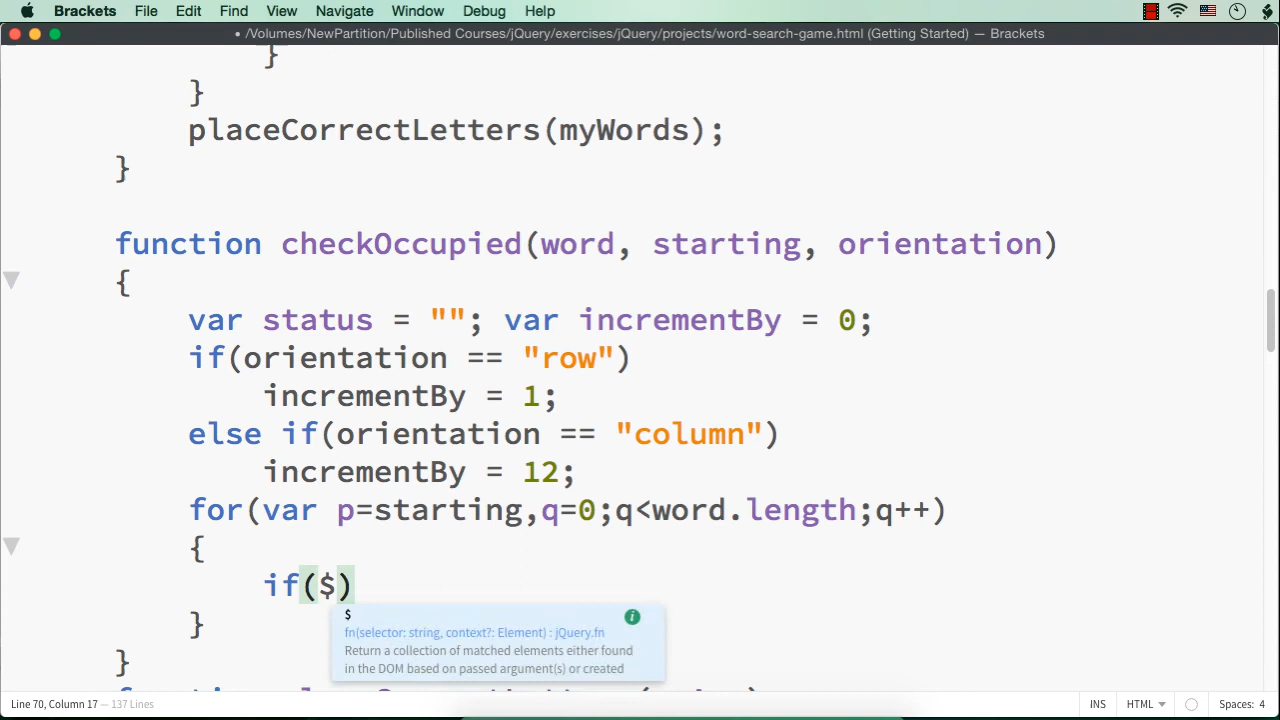 Brackets File Edit Find View Navigate Window Debug Help
• /Volumes/NewPartition/Published Courses/jQuery/exercises/jQuery/projects/word-search-game.html (Getting Started) — Brackets
}
}
placeCorrectLetters(myWords);
}
function checkOccupied(word, starting, orientation)
{
var status = ""; var incrementBy = 0;
if(orientation == "row")
incrementBy = 1;
else if(orientation == "column")
incrementBy = 12;
for(var p=starting,q=0;q<word.length;q++)
{
if($)
$
fn(selector: string, context?: Element) : jQuery.fn
Return a collection of matched elements either found
in the DOM based on passed argument(s) or created
}
}
Line 70, Column 17 — 137 Lines INS HTML Spaces: 4